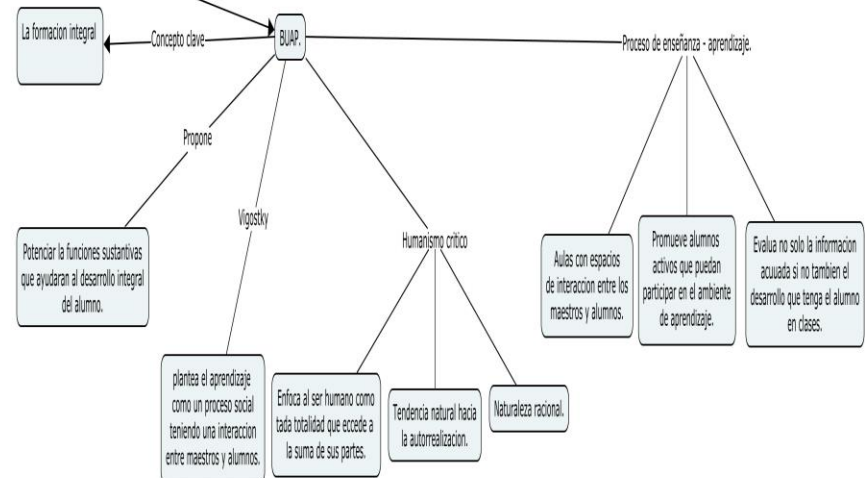 La formacion integral
Concepto clave
BUAP.
Proceso de enseñanza - aprendizaje.
Propone
Vigostky
Humanismo critico
Potenciar la funciones sustantivas
que ayudaran al desarrollo integral
del alumno.
Aulas con espacios
de interaccion entre los
maestros y alumnos.
Promueve alumnos
activos que puedan
participar en el ambiente
de aprendizaje.
Evalua no solo la informacion
acuuada si no tambien el
desarrollo que tenga el alumno
en clases.
plantea el aprendizaje
como un proceso social
teniendo una interaccion
entre maestros y alumnos.
Enfoca al ser humano como
tada totalidad que eccede a
la suma de sus partes.
Tendencia natural hacia
la autorrealizacion.
Naturaleza racional.